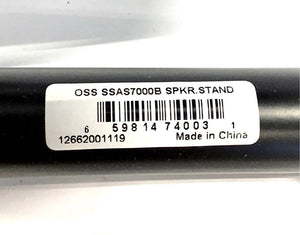 OSS SSAS7000B SPKR.STAND
6 59814 74003 1
12662001119 Made in China